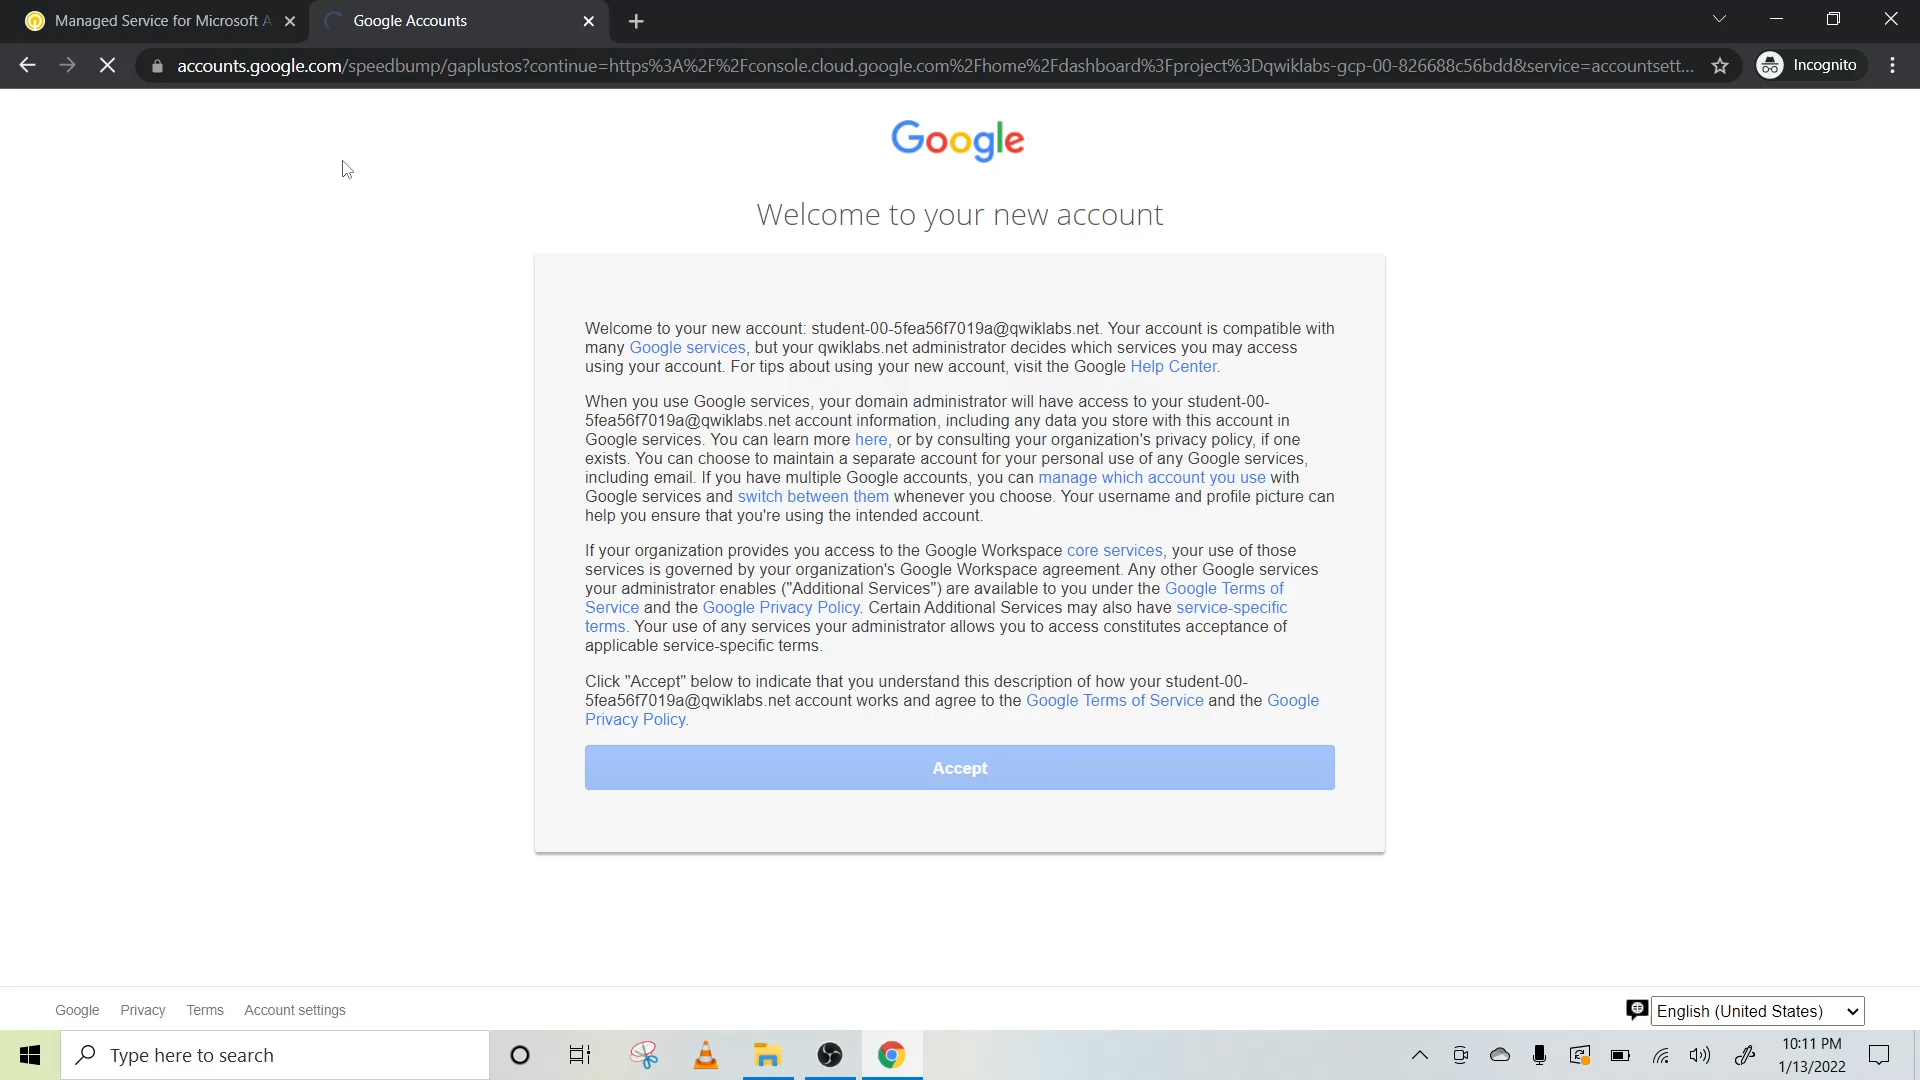 Managed Service for Microsoft A
Google Accounts
accounts.google.com/speedbump/gaplustos?continue=https%3A%2F%2Fconsole.cloud.google.com%2Fhome%2Fdashboard%3Fproject%3Dqwiklabs-gcp-00-826688c56bdd&service=accountsett...
Incognito
Google
Welcome to your new account
Welcome to your new account: student-00-5fea56f7019a@qwiklabs.net. Your account is compatible with
many Google services, but your qwiklabs.net administrator decides which services you may access
using your account. For tips about using your new account, visit the Google Help Center.
When you use Google services, your domain administrator will have access to your student-00-
5fea56f7019a@qwiklabs.net account information, including any data you store with this account in
Google services. You can learn more here, or by consulting your organization's privacy policy, if one
exists. You can choose to maintain a separate account for your personal use of any Google services,
including email. If you have multiple Google accounts, you can manage which account you use with
Google services and switch between them whenever you choose. Your username and profile picture can
help you ensure that you're using the intended account.
If your organization provides you access to the Google Workspace core services, your use of those
services is governed by your organization's Google Workspace agreement. Any other Google services
your administrator enables ("Additional Services") are available to you under the Google Terms of
Service and the Google Privacy Policy. Certain Additional Services may also have service-specific
terms. Your use of any services your administrator allows you to access constitutes acceptance of
applicable service-specific terms.
Click "Accept" below to indicate that you understand this description of how your student-00-
5fea56f7019a@qwiklabs.net account works and agree to the Google Terms of Service and the Google
Privacy Policy.
Accept
Google Privacy Terms Account settings
English (United States)
Type here to search
10:11 PM
1/13/2022